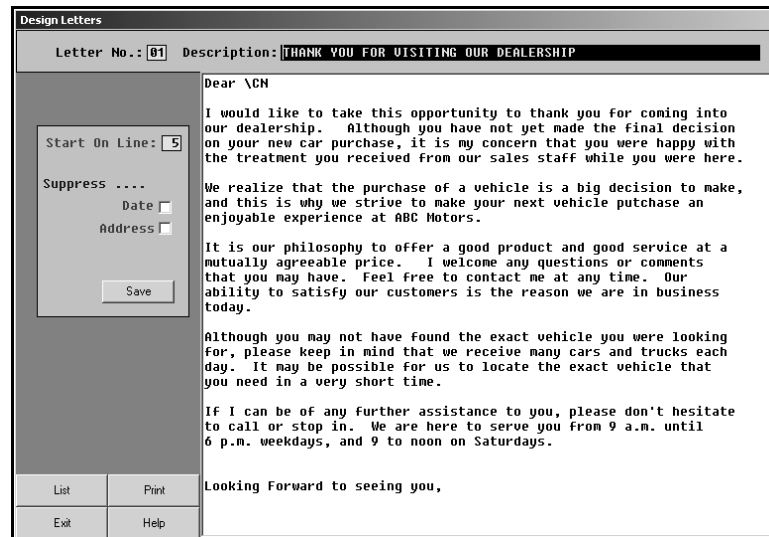 Design Letters
Letter No.: 01 Description: THANK YOU FOR VISITING OUR DEALERSHIP
Start On Line: 5
Suppress ....
Date
Address
Save
List Print
Exit Help
Dear \CN
I would like to take this opportunity to thank you for coming into
our dealership. Although you have not yet made the final decision
on your new car purchase, it is my concern that you were happy with
the treatment you received from our sales staff while you were here.
We realize that the purchase of a vehicle is a big decision to make,
and this is why we strive to make your next vehicle putchase an
enjoyable experience at ABC Motors.
It is our philosophy to offer a good product and good service at a
mutually agreeable price. I welcome any questions or comments
that you may have. Feel free to contact me at any time. Our
ability to satisfy our customers is the reason we are in business
today.
Although you may not have found the exact vehicle you were looking
for, please keep in mind that we receive many cars and trucks each
day. It may be possible for us to locate the exact vehicle that
you need in a very short time.
If I can be of any further assistance to you, please don't hesitate
to call or stop in. We are here to serve you from 9 a.m. until
6 p.m. weekdays, and 9 to noon on Saturdays.
Looking Forward to seeing you,